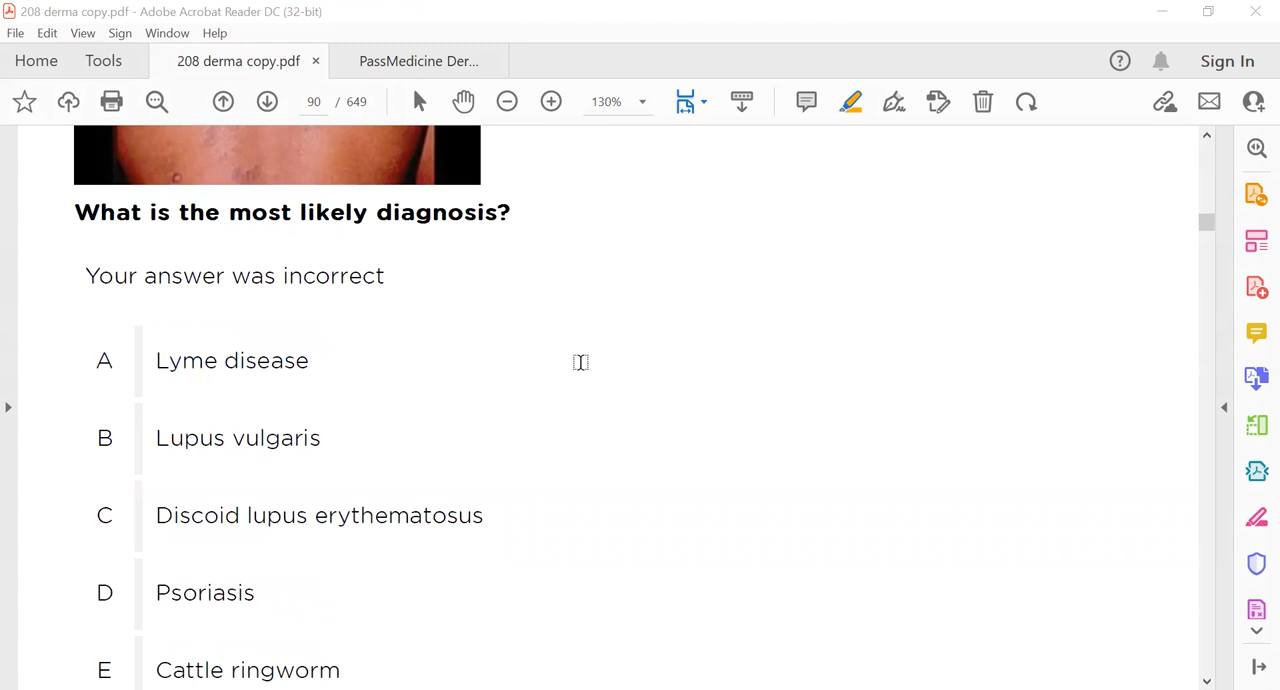 208 derma copy.pdf - Adobe Acrobat Reader DC (32-bit)
File Edit View Sign Window Help
Home Tools 208 derma copy.pdf × PassMedicine Der... Sign In
90 / 649 130%
What is the most likely diagnosis?
Your answer was incorrect
A Lyme disease
B Lupus vulgaris
C Discoid lupus erythematosus
D Psoriasis
E Cattle ringworm